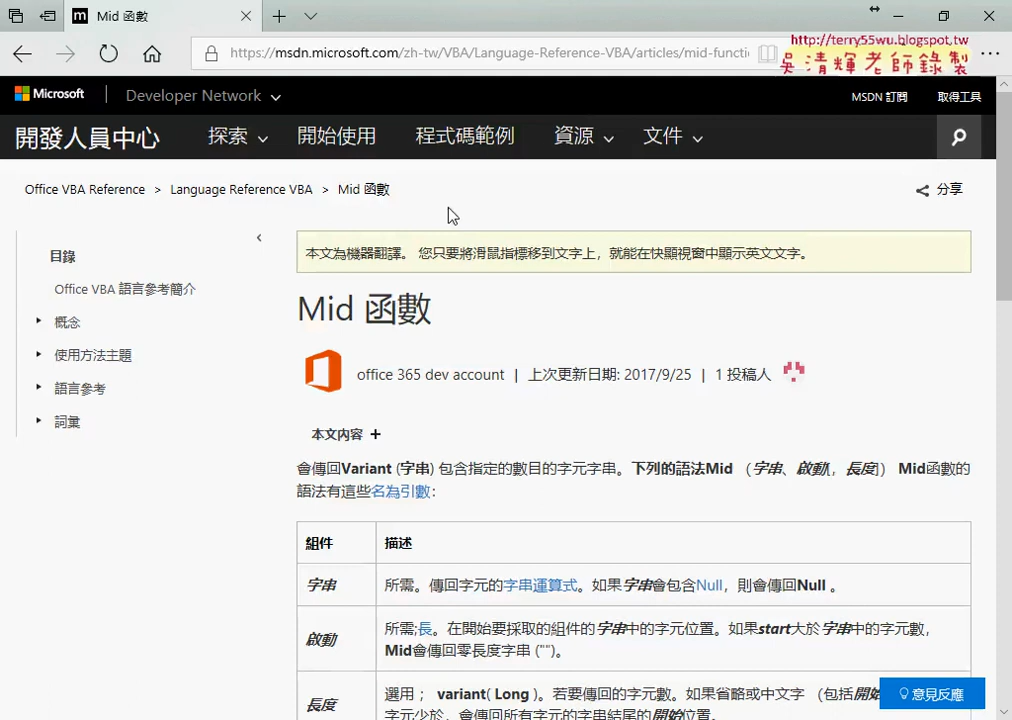 Mid 函數
http://terry55wu.blogspot.tw
吳清輝老師錄製
https://msdn.microsoft.com/zh-tw/VBA/Language-Reference-VBA/articles/mid-functi
Microsoft | Developer Network
MSDN 訂閱 取得工具
開發人員中心 探索 開始使用 程式碼範例 資源 文件
Office VBA Reference > Language Reference VBA > Mid 函數
分享
目錄
Office VBA 語言參考簡介
概念
使用方法主題
語言參考
詞彙
本文為機器翻譯。 您只要將滑鼠指標移到文字上，就能在快顯視窗中顯示英文文字。
Mid 函數
office 365 dev account | 上次更新日期: 2017/9/25 | 1 投稿人
本文內容 +
會傳回Variant (字串) 包含指定的數目的字元字串。下列的語法Mid （字串、啟動[，長度]） Mid函數的
語法有這些名為引數：
組件 描述
字串 所需。傳回字元的字串運算式。如果字串會包含Null，則會傳回Null 。
啟動 所需;長。在開始要採取的組件的字串中的字元位置。如果start大於字串中的字元數，
Mid會傳回零長度字串 ("")。
長度 選用； variant( Long )。若要傳回的字元數。如果省略或中文字 （包括開始
字元少於，會傳回所有字元的字串結尾的開始位置。
意見反應